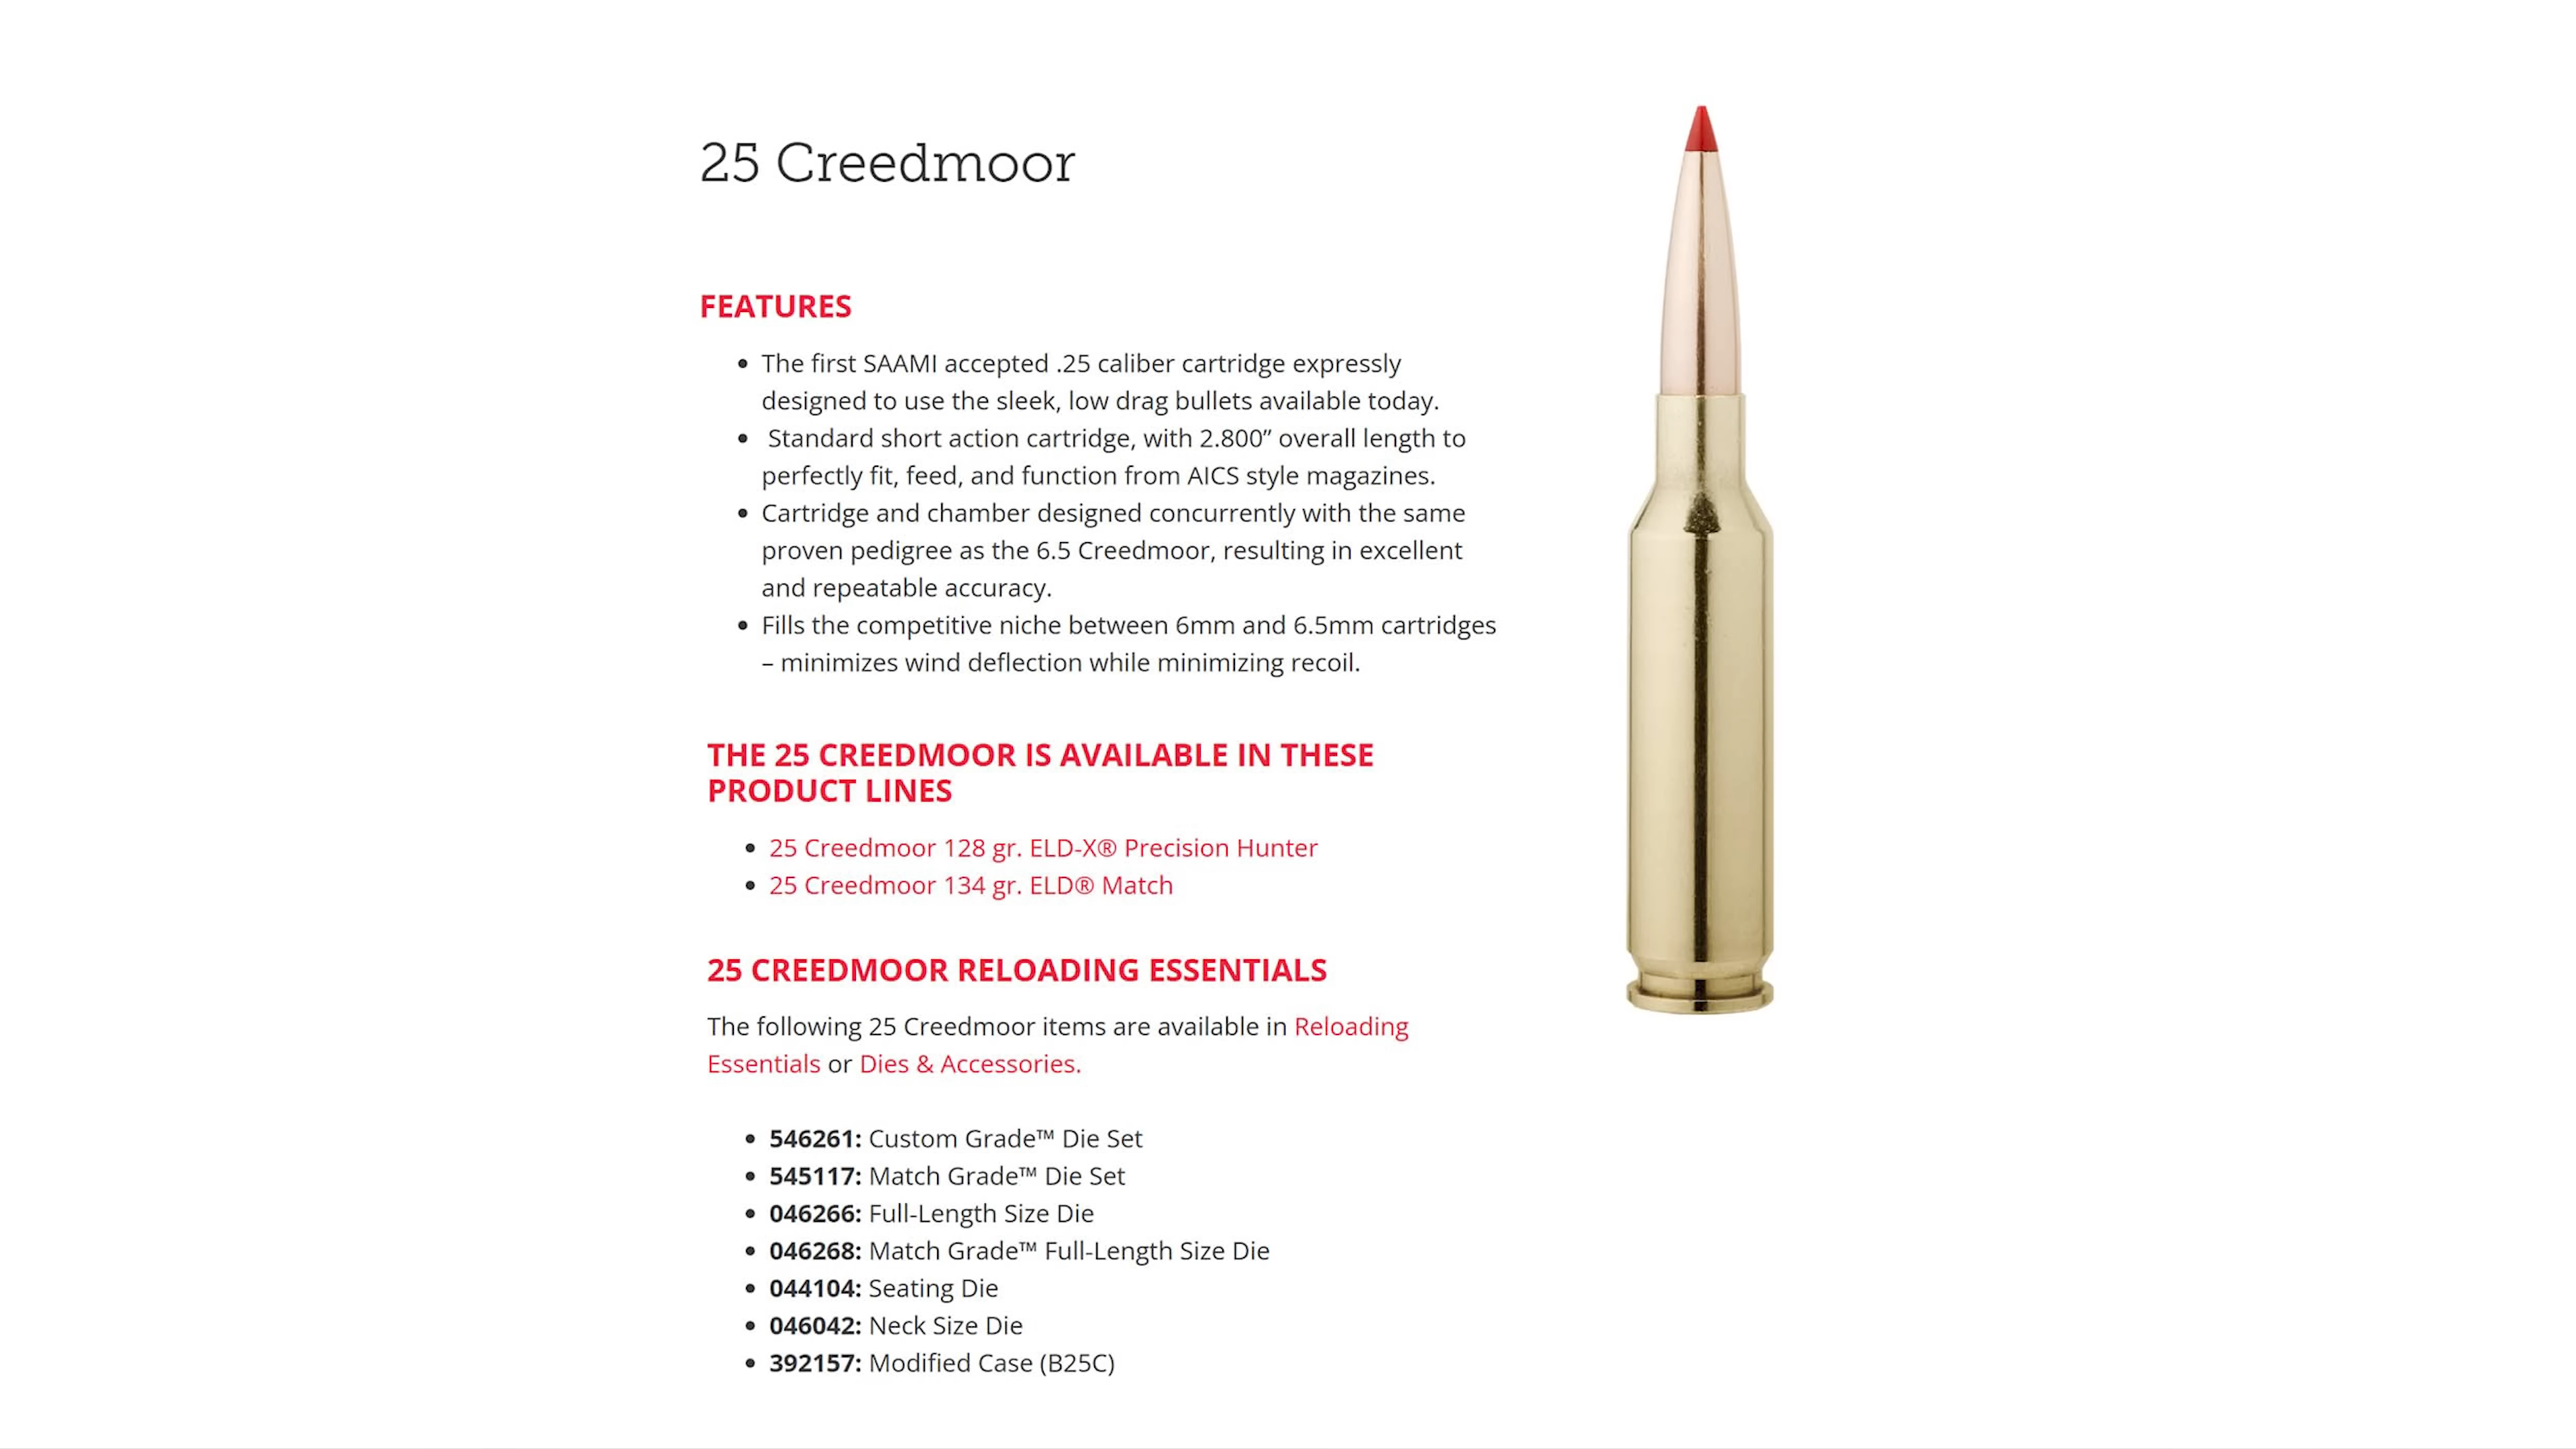 25 Creedmoor
FEATURES
• The first SAAMI accepted .25 caliber cartridge expressly
designed to use the sleek, low drag bullets available today.
• Standard short action cartridge, with 2.800” overall length to
perfectly fit, feed, and function from AICS style magazines.
• Cartridge and chamber designed concurrently with the same
proven pedigree as the 6.5 Creedmoor, resulting in excellent
and repeatable accuracy.
• Fills the competitive niche between 6mm and 6.5mm cartridges
– minimizes wind deflection while minimizing recoil.
THE 25 CREEDMOOR IS AVAILABLE IN THESE
PRODUCT LINES
• 25 Creedmoor 128 gr. ELD-X® Precision Hunter
• 25 Creedmoor 134 gr. ELD® Match
25 CREEDMOOR RELOADING ESSENTIALS
The following 25 Creedmoor items are available in Reloading
Essentials or Dies & Accessories.
• 546261: Custom Grade™ Die Set
• 545117: Match Grade™ Die Set
• 046266: Full-Length Size Die
• 046268: Match Grade™ Full-Length Size Die
• 044104: Seating Die
• 046042: Neck Size Die
• 392157: Modified Case (B25C)